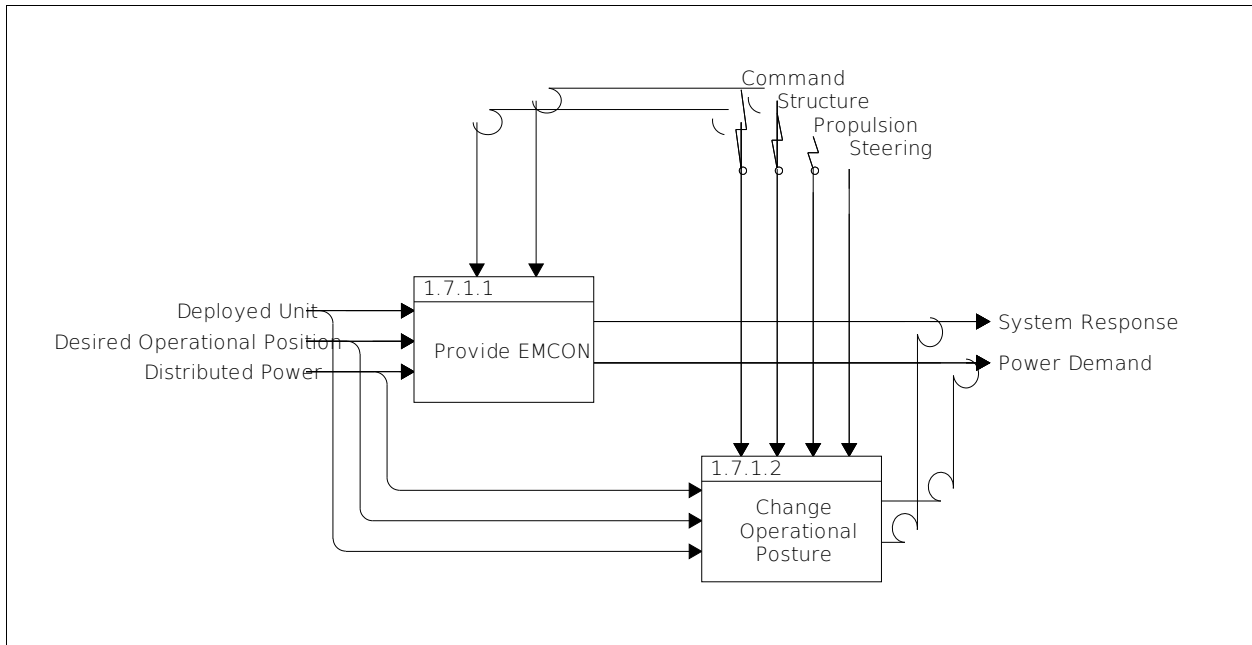 Command
Structure
Propulsion
Steering
1.7.1.1
Provide EMCON
Deployed Unit
Desired Operational Position
Distributed Power
System Response
Power Demand
1.7.1.2
Change
Operational
Posture